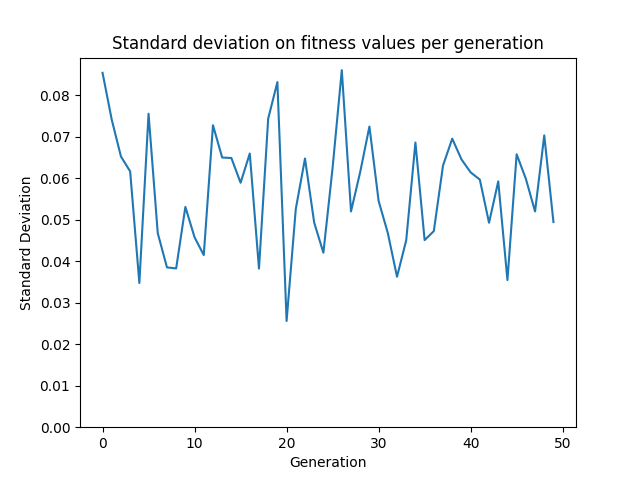 Standard deviation on fitness values per generation
0.08
0.07
0.06
0.05
0.04
0.03
0.02
0.01
0.00
Standard Deviation
0 10 20 30 40 50
Generation